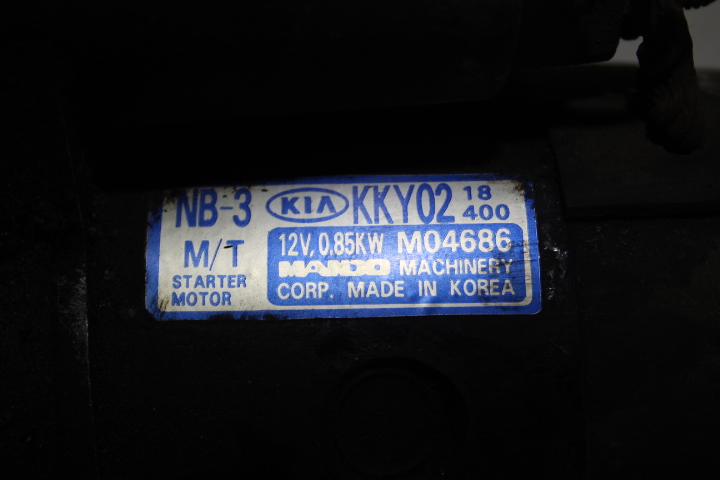 NB-3 KIA KKY02 18 400
M/T
STARTER
MOTOR
12V, 0.85KW M04686
MANDO MACHINERY
CORP. MADE IN KOREA